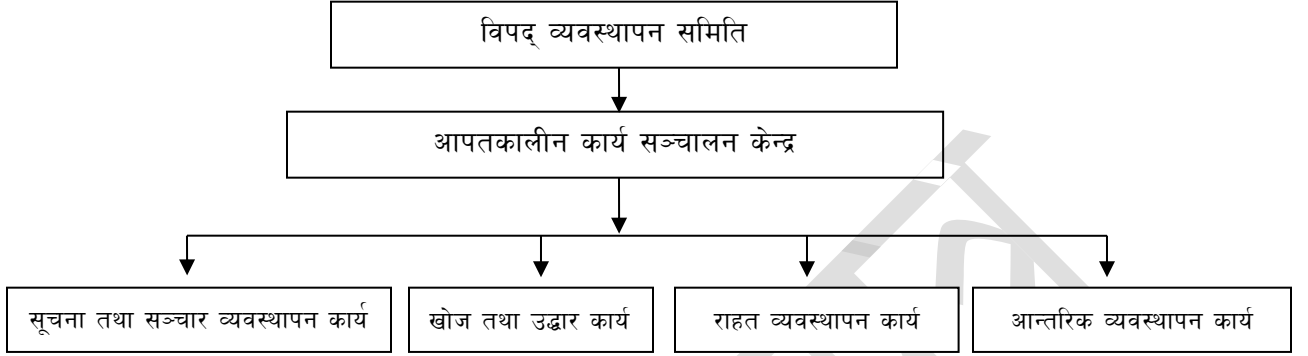 विपद् व्यवस्थापन समिति
आपतकालीन कार्य सञ्चालन केन्द्र
सूचना तथा सञ्चार व्यवस्थापन कार्य
खोज तथा उद्धार कार्य
राहत व्यवस्थापन कार्य
आन्तरिक व्यवस्थापन कार्य